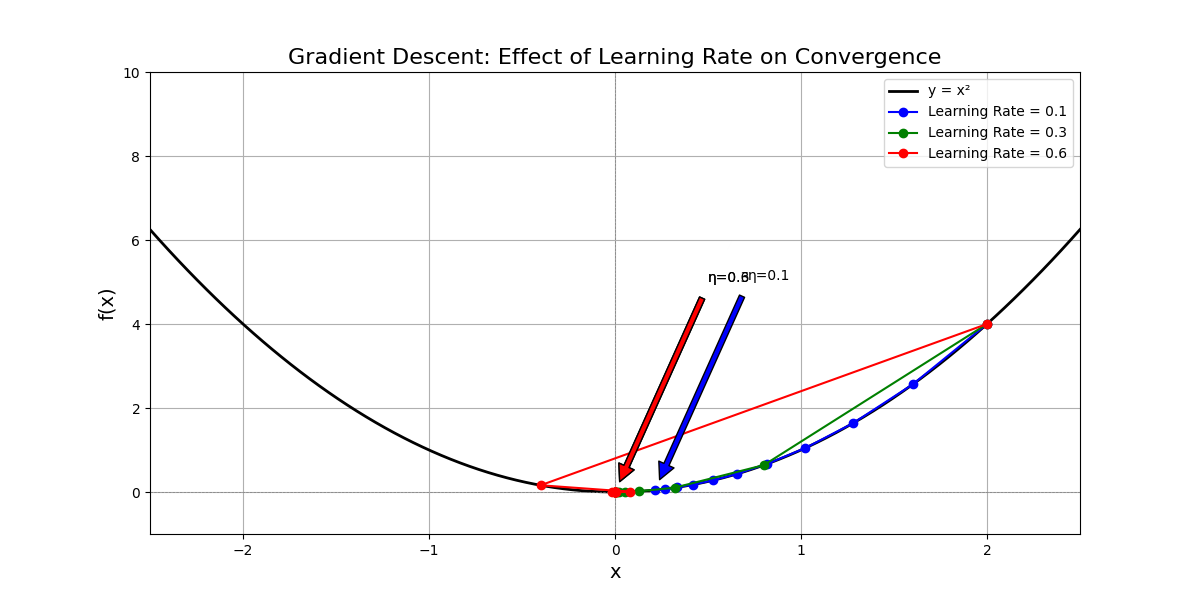 Gradient Descent: Effect of Learning Rate on Convergence
10
8
6
4
2
0
f(x)
y = x²
Learning Rate = 0.1
Learning Rate = 0.3
Learning Rate = 0.6
η=0.1
−2
−1
0
1
2
x